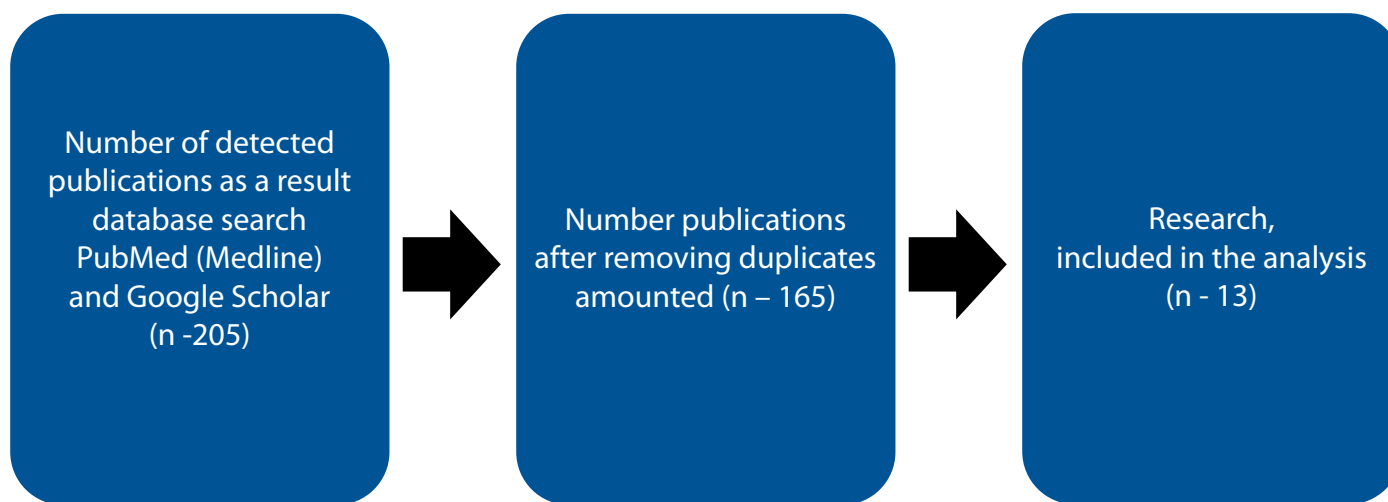 Number of detected
publications as a result
database search
PubMed (Medline)
and Google Scholar
(n -205)
Number publications
after removing duplicates
amounted (n – 165)
Research,
included in the analysis
(n - 13)